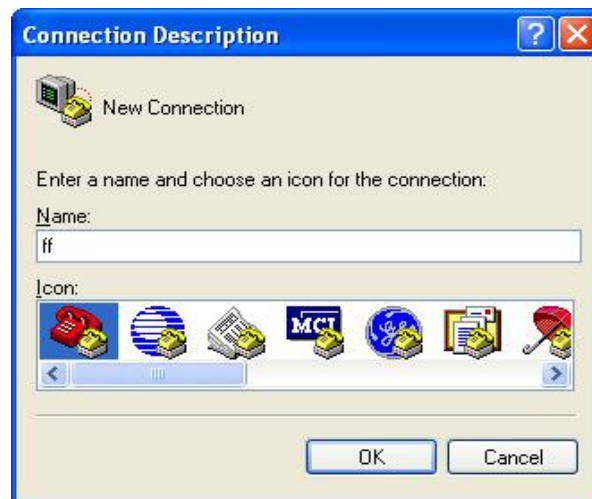 Connection Description
New Connection
Enter a name and choose an icon for the connection:
Name:
ff
Icon:
MCI
OK Cancel